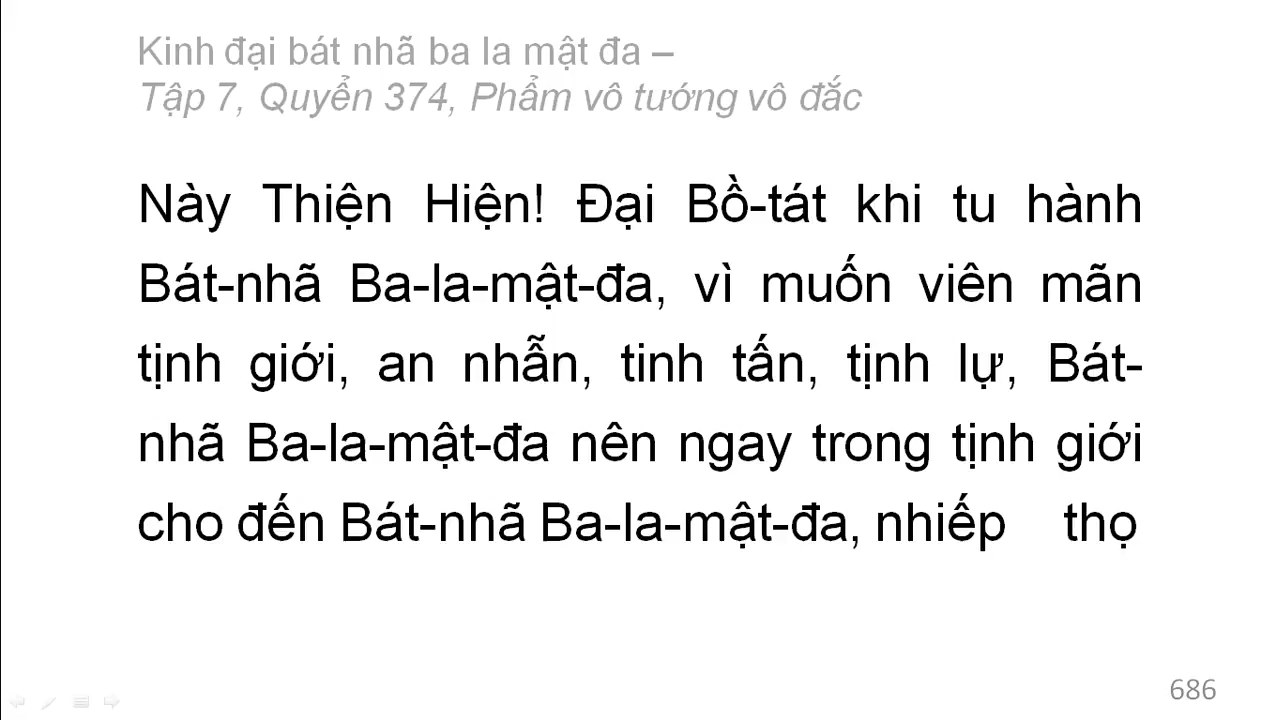 Kinh đại bát nhã ba la mật đa –
Tập 7, Quyển 374, Phẩm vô tướng vô đắc
Này Thiện Hiện! Đại Bồ-tát khi tu hành
Bát-nhã Ba-la-mật-đa, vì muốn viên mãn
tịnh giới, an nhẫn, tinh tấn, tịnh lự, Bát-
nhã Ba-la-mật-đa nên ngay trong tịnh giới
cho đến Bát-nhã Ba-la-mật-đa, nhiếp thọ
686